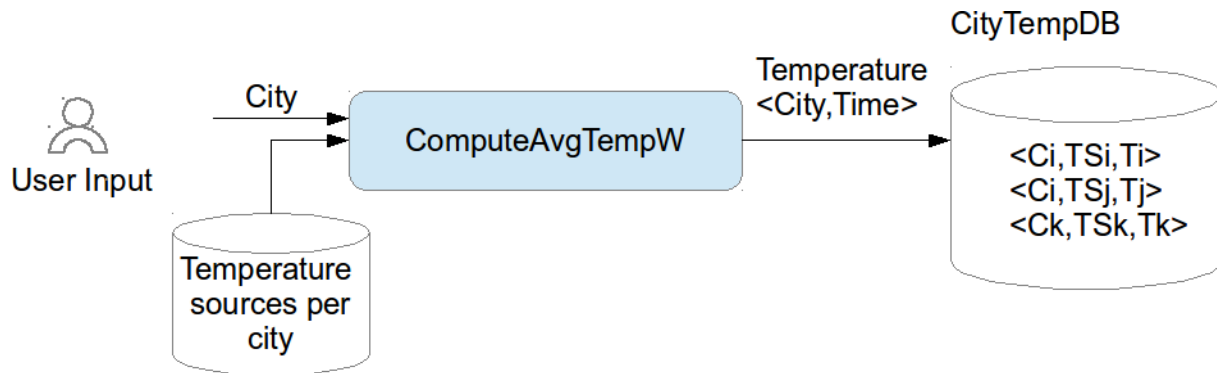 CityTempDB
Temperature
<City,Time>
City
ComputeAvgTempW
User Input
<Ci,TSi,Ti>
<Ci,TSj,Tj>
<Ck,TSk,Tk>
Temperature
sources per
city